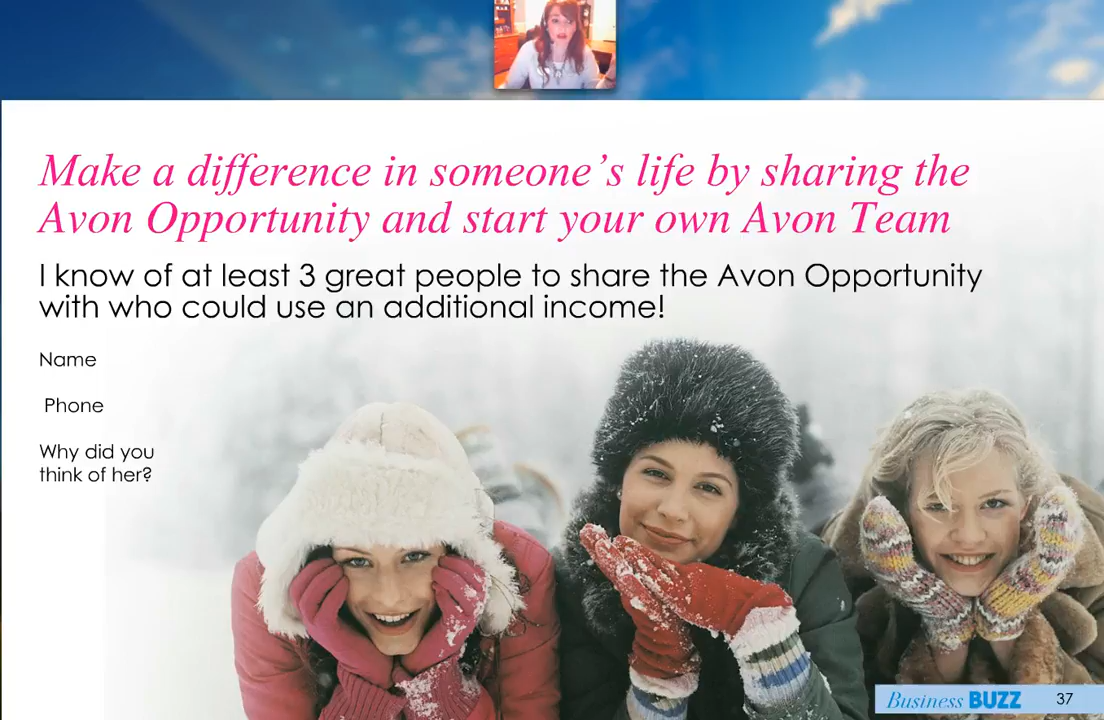 Make a difference in someone’s life by sharing the
Avon Opportunity and start your own Avon Team
I know of at least 3 great people to share the Avon Opportunity
with who could use an additional income!
Name
Phone
Why did you
think of her?
Business BUZZ 37